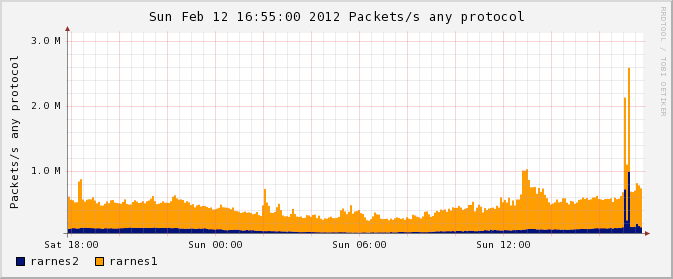 Sun Feb 12 16:55:00 2012 Packets/s any protocol
RRDTOOL / TOBI OETIKER
Packets/s any protocol
3.0 M
2.0 M
1.0 M
Sat 18:00 Sun 00:00 Sun 06:00 Sun 12:00
rarnes2 rarnes1